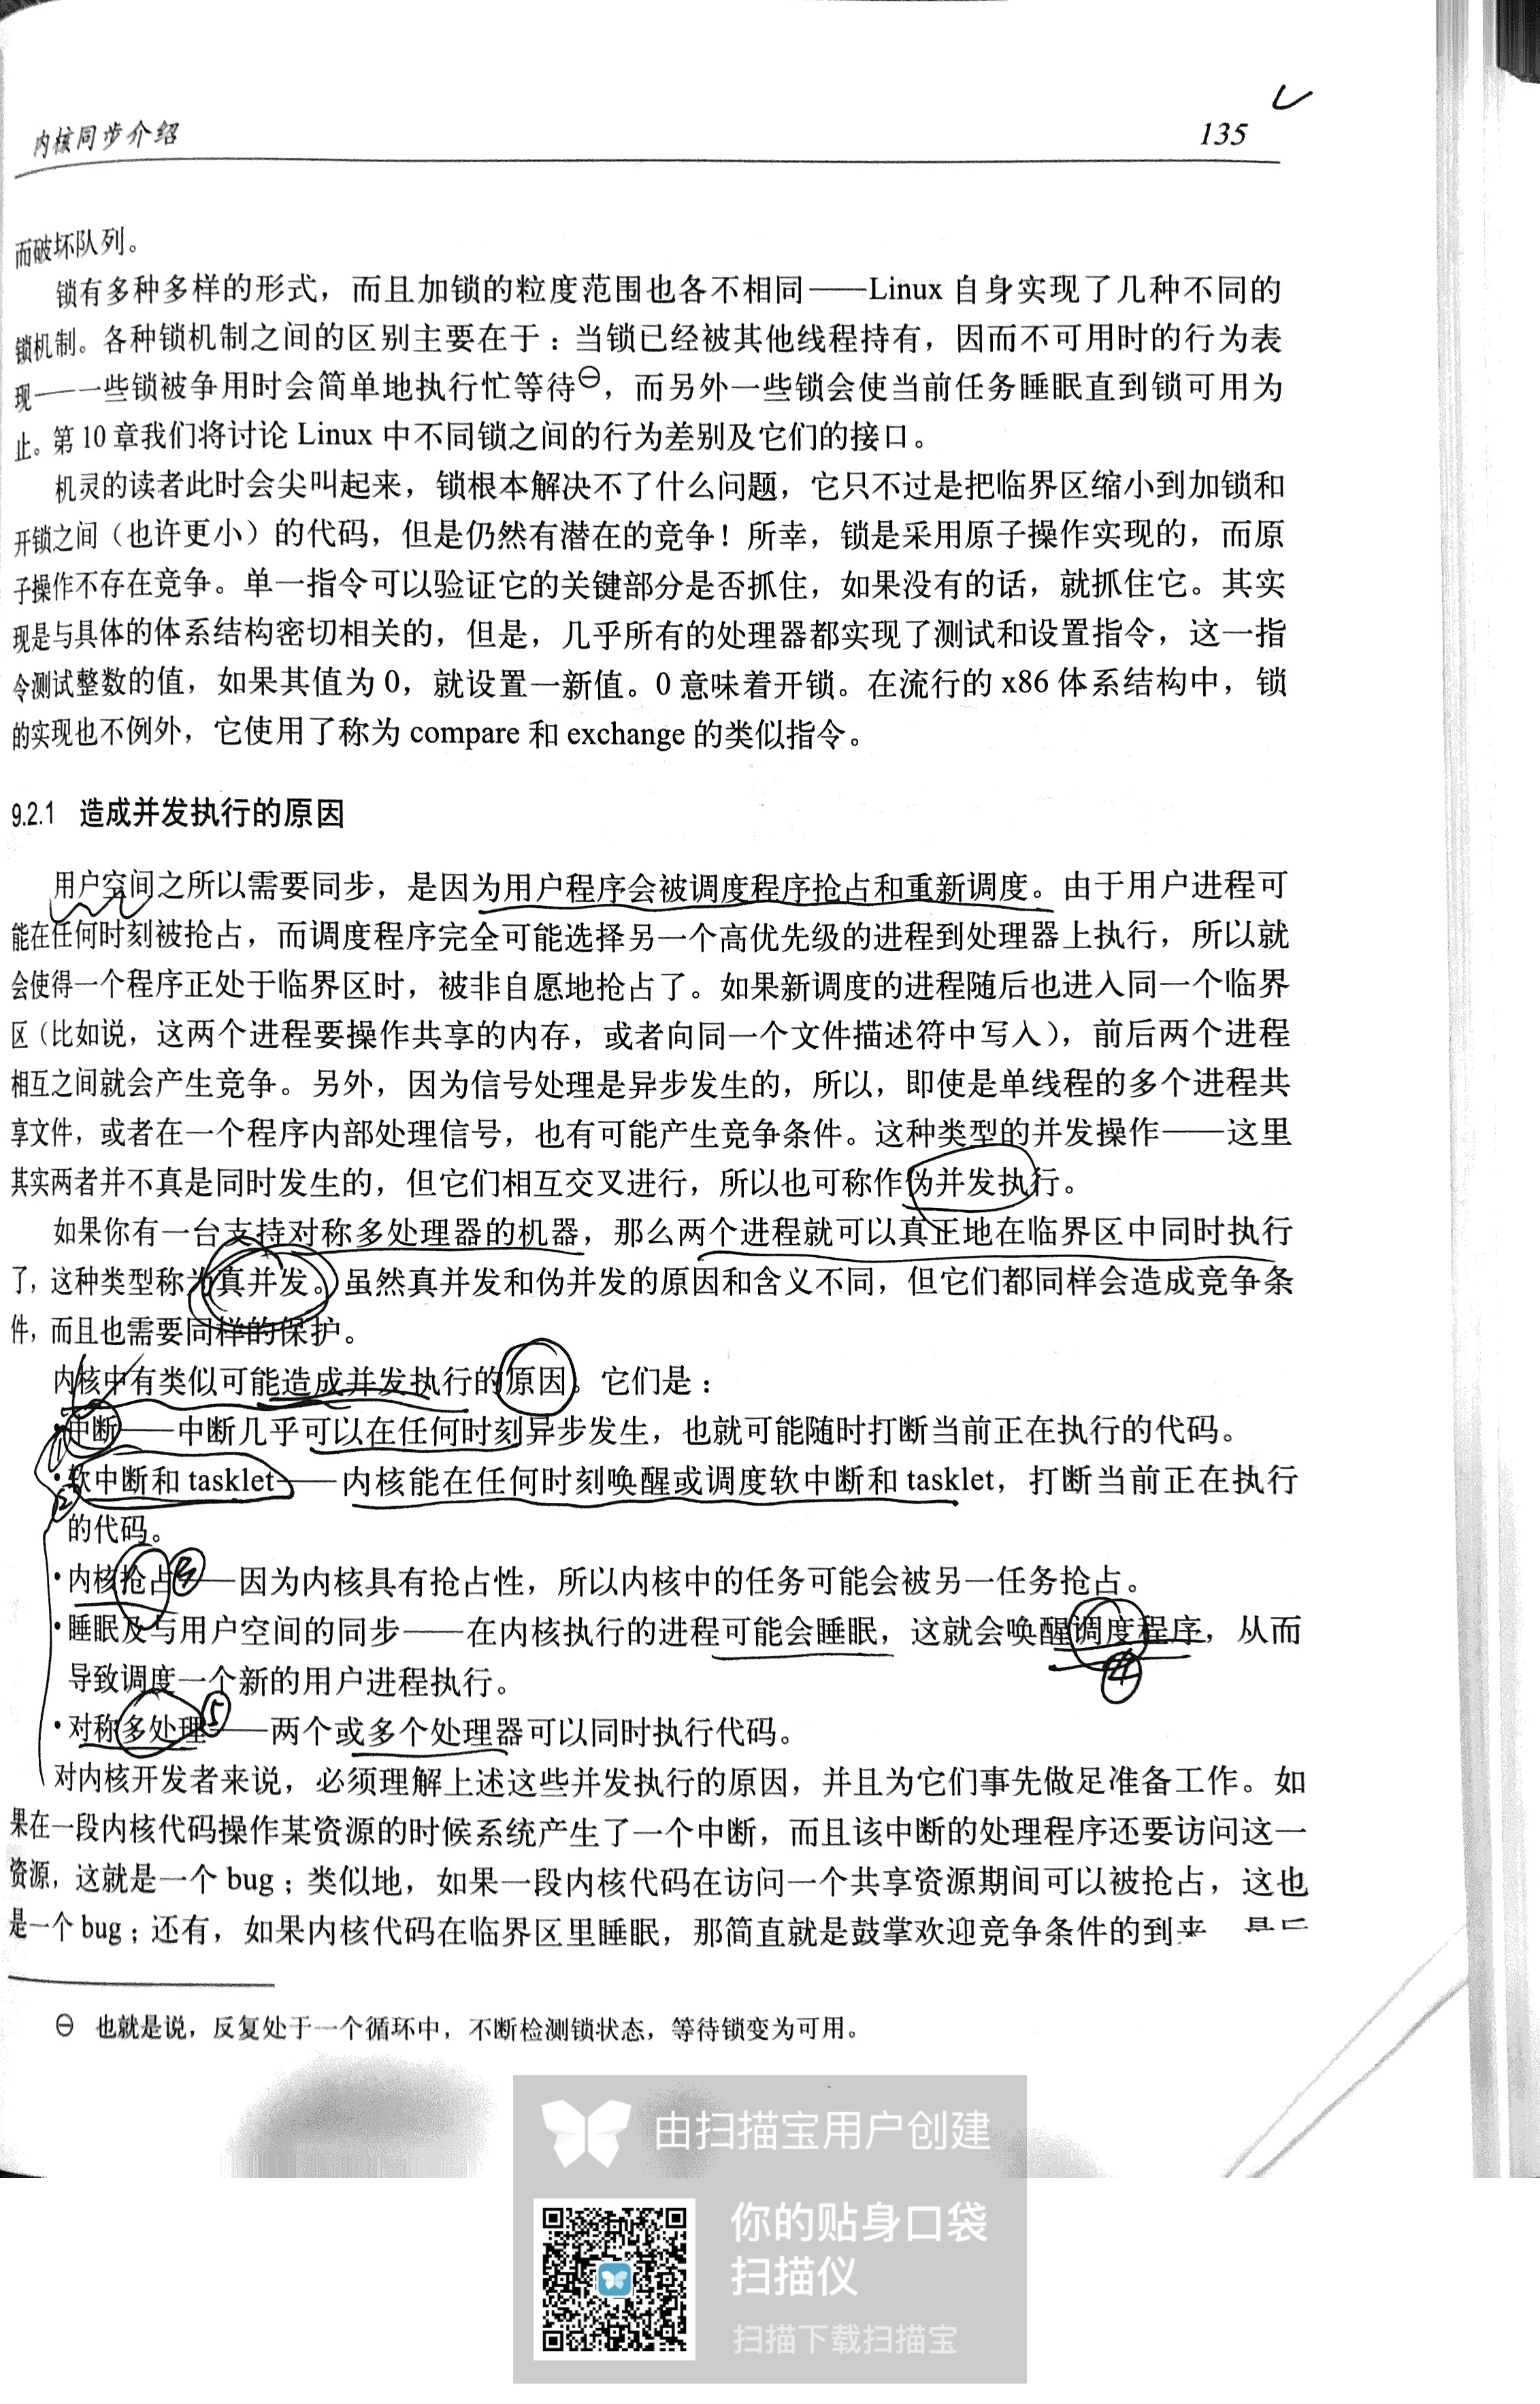 内核同步介绍 135
而破坏队列。
锁有多种多样的形式，而且加锁的粒度范围也各不相同——Linux 自身实现了几种不同的
锁机制。各种锁机制之间的区别主要在于：当锁已经被其他线程持有，因而不可用时的行为表
现——一些锁被争用时会简单地执行忙等待㊀，而另外一些锁会使当前任务睡眠直到锁可用为
止。第 10 章我们将讨论 Linux 中不同锁之间的行为差别及它们的接口。
机灵的读者此时会尖叫起来，锁根本解决不了什么问题，它只不过是把临界区缩小到加锁和
开锁之间（也许更小）的代码，但是仍然有潜在的竞争！所幸，锁是采用原子操作实现的，而原
子操作不存在竞争。单一指令可以验证它的关键部分是否抓住，如果没有的话，就抓住它。其实
现是与具体的体系结构密切相关的，但是，几乎所有的处理器都实现了测试和设置指令，这一指
令测试整数的值，如果其值为 0，就设置一新值。0 意味着开锁。在流行的 x86 体系结构中，锁
的实现也不例外，它使用了称为 compare 和 exchange 的类似指令。
9.2.1 造成并发执行的原因
用户空间之所以需要同步，是因为用户程序会被调度程序抢占和重新调度。由于用户进程可
能在任何时刻被抢占，而调度程序完全可能选择另一个高优先级的进程到处理器上执行，所以就
会使得一个程序正处于临界区时，被非自愿地抢占了。如果新调度的进程随后也进入同一个临界
区（比如说，这两个进程要操作共享的内存，或者向同一个文件描述符中写入），前后两个进程
相互之间就会产生竞争。另外，因为信号处理是异步发生的，所以，即使是单线程的多个进程共
享文件，或者在一个程序内部处理信号，也有可能产生竞争条件。这种类型的并发操作——这里
其实两者并不真是同时发生的，但它们相互交叉进行，所以也可称作伪并发执行。
如果你有一台支持对称多处理器的机器，那么两个进程就可以真正地在临界区中同时执行
了，这种类型称为真并发。虽然真并发和伪并发的原因和含义不同，但它们都同样会造成竞争条
件，而且也需要同样的保护。
内核中有类似可能造成并发执行的原因。它们是：
① ·中断——中断几乎可以在任何时刻异步发生，也就可能随时打断当前正在执行的代码。
② ·软中断和 tasklet——内核能在任何时刻唤醒或调度软中断和 tasklet，打断当前正在执行
的代码。
·内核抢占③——因为内核具有抢占性，所以内核中的任务可能会被另一任务抢占。
·睡眠及与用户空间的同步——在内核执行的进程可能会睡眠，这就会唤醒调度程序，从而
④
导致调度一个新的用户进程执行。
·对称多处理⑤——两个或多个处理器可以同时执行代码。
对内核开发者来说，必须理解上述这些并发执行的原因，并且为它们事先做足准备工作。如
果在一段内核代码操作某资源的时候系统产生了一个中断，而且该中断的处理程序还要访问这一
资源，这就是一个 bug；类似地，如果一段内核代码在访问一个共享资源期间可以被抢占，这也
是一个 bug；还有，如果内核代码在临界区里睡眠，那简直就是鼓掌欢迎竞争条件的到来
㊀ 也就是说，反复处于一个循环中，不断检测锁状态，等待锁变为可用。
由扫描宝用户创建
你的贴身口袋
扫描仪
扫描下载扫描宝